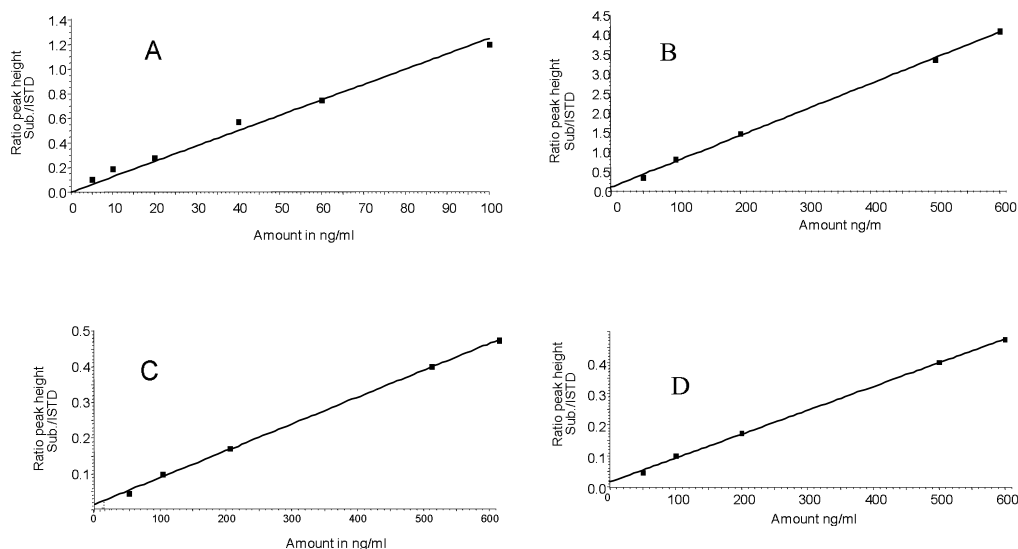 A
Ratio peak height
Sub./ISTD
1.4
1.2
1.0
0.8
0.6
0.4
0.2
0.0
0 10 20 30 40 50 60 70 80 90 100
Amount in ng/ml
B
Ratio peak height
Sub/ISTD
4.5
4.0
3.5
3.0
2.5
2.0
1.5
1.0
0.5
0.0
0 100 200 300 400 500 600
Amount ng/m
C
Ratio peak height
Sub./ISTD
0.5
0.4
0.3
0.2
0.1
0 100 200 300 400 500 600
Amount in ng/ml
D
Ratio peak height
Sub./ISTD
0.4
0.3
0.2
0.1
0.0
0 100 200 300 400 500 600
Amount ng/ml